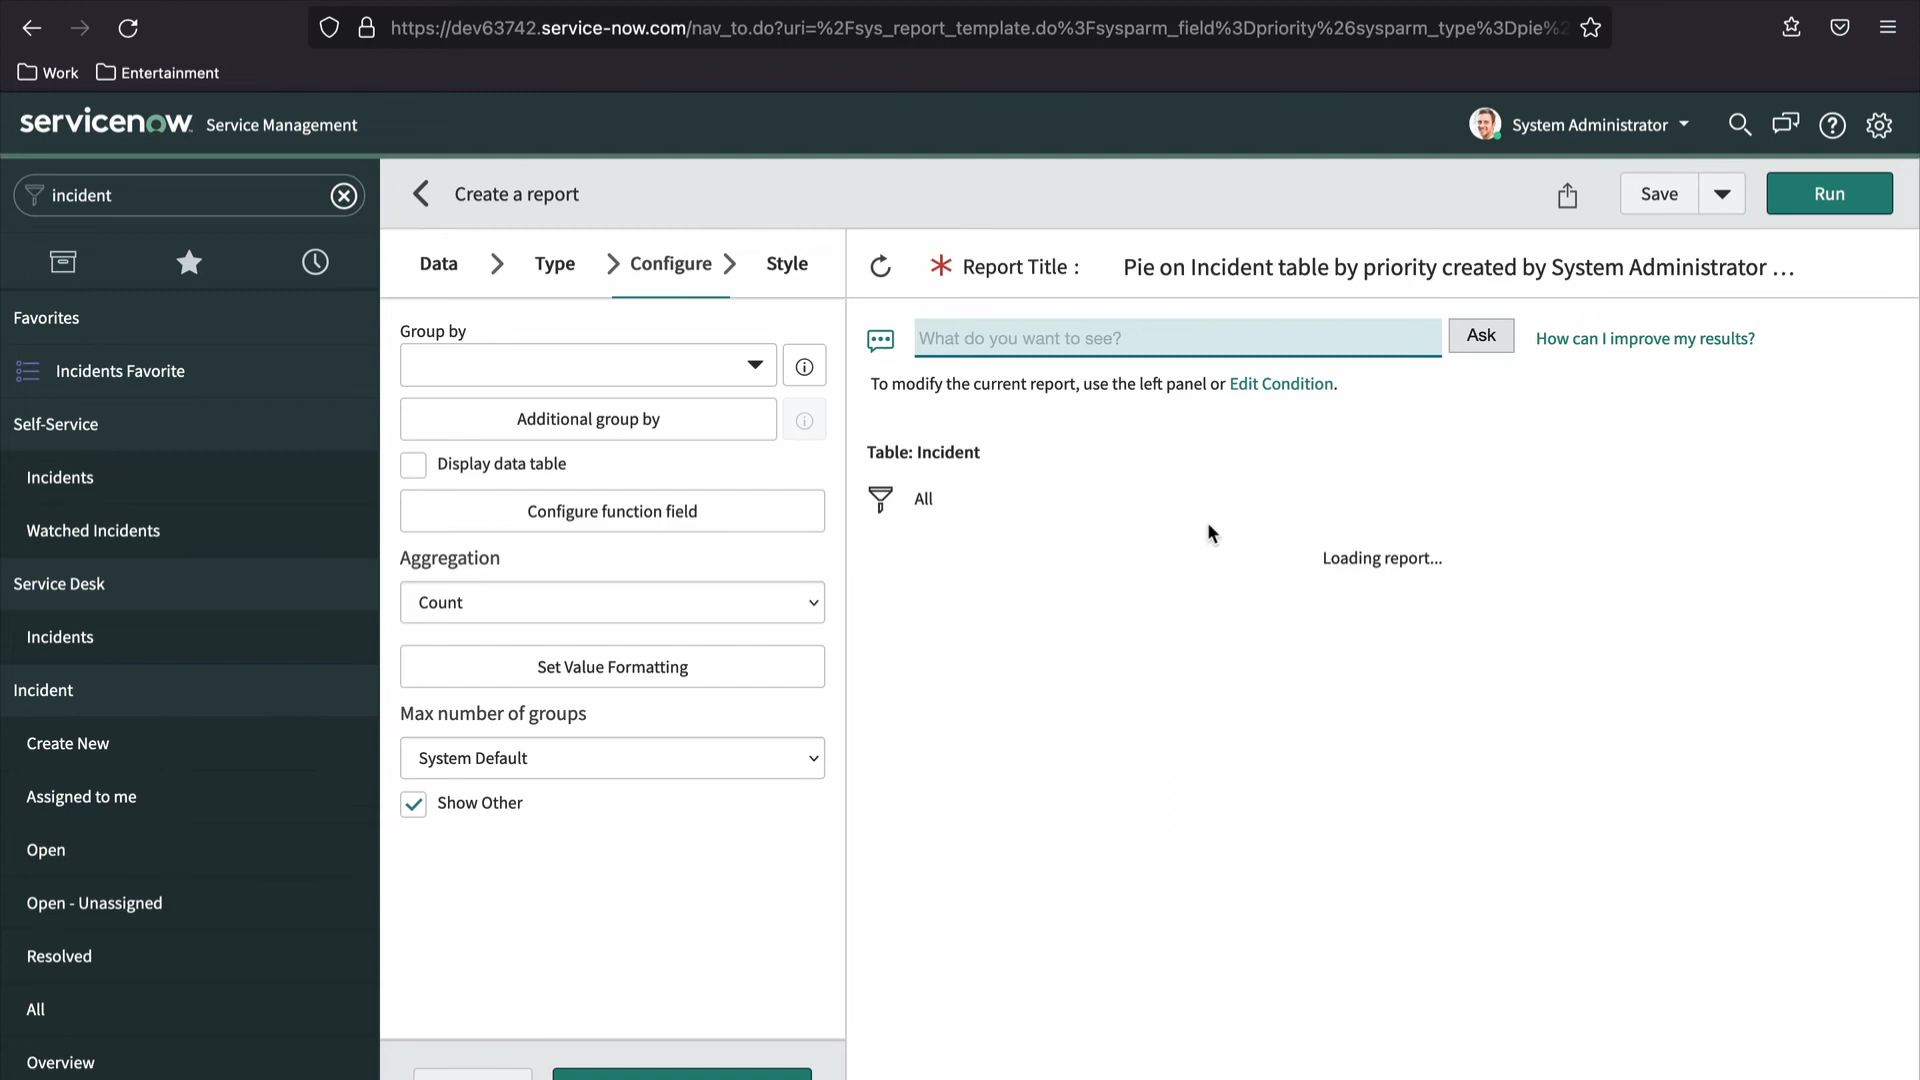 https://dev63742.service-now.com/nav_to.do?uri=%2Fsys_report_template.do%3Fsysparm_field%3Dpriority%26sysparm_type%3Dpie%2
Work
Entertainment
servicenow
Service Management
System Administrator
incident
Create a report
Save
Run
Data
Type
Configure
Style
Report Title :
Pie on Incident table by priority created by System Administrator ...
Favorites
Incidents Favorite
Self-Service
Incidents
Watched Incidents
Service Desk
Incidents
Incident
Create New
Assigned to me
Open
Open - Unassigned
Resolved
All
Overview
Group by
Additional group by
Display data table
Configure function field
Aggregation
Count
Set Value Formatting
Max number of groups
System Default
Show Other
What do you want to see?
Ask
How can I improve my results?
To modify the current report, use the left panel or Edit Condition.
Table: Incident
All
Loading report...